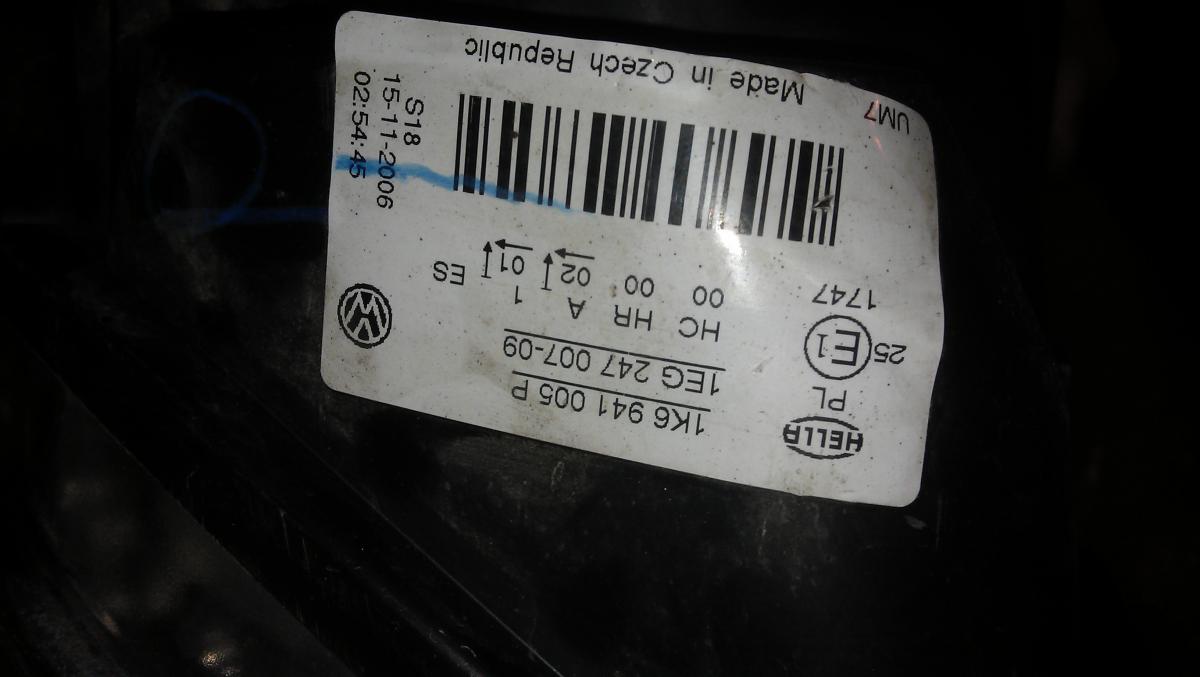 HELLA
1K6 941 005 P
PL
1EG 247 007-09
25 E1
HC HR A 1 ES
1747
00 00 02 01
S18
15-11-2006
02:54:45
UM7
Made in Czech Republic